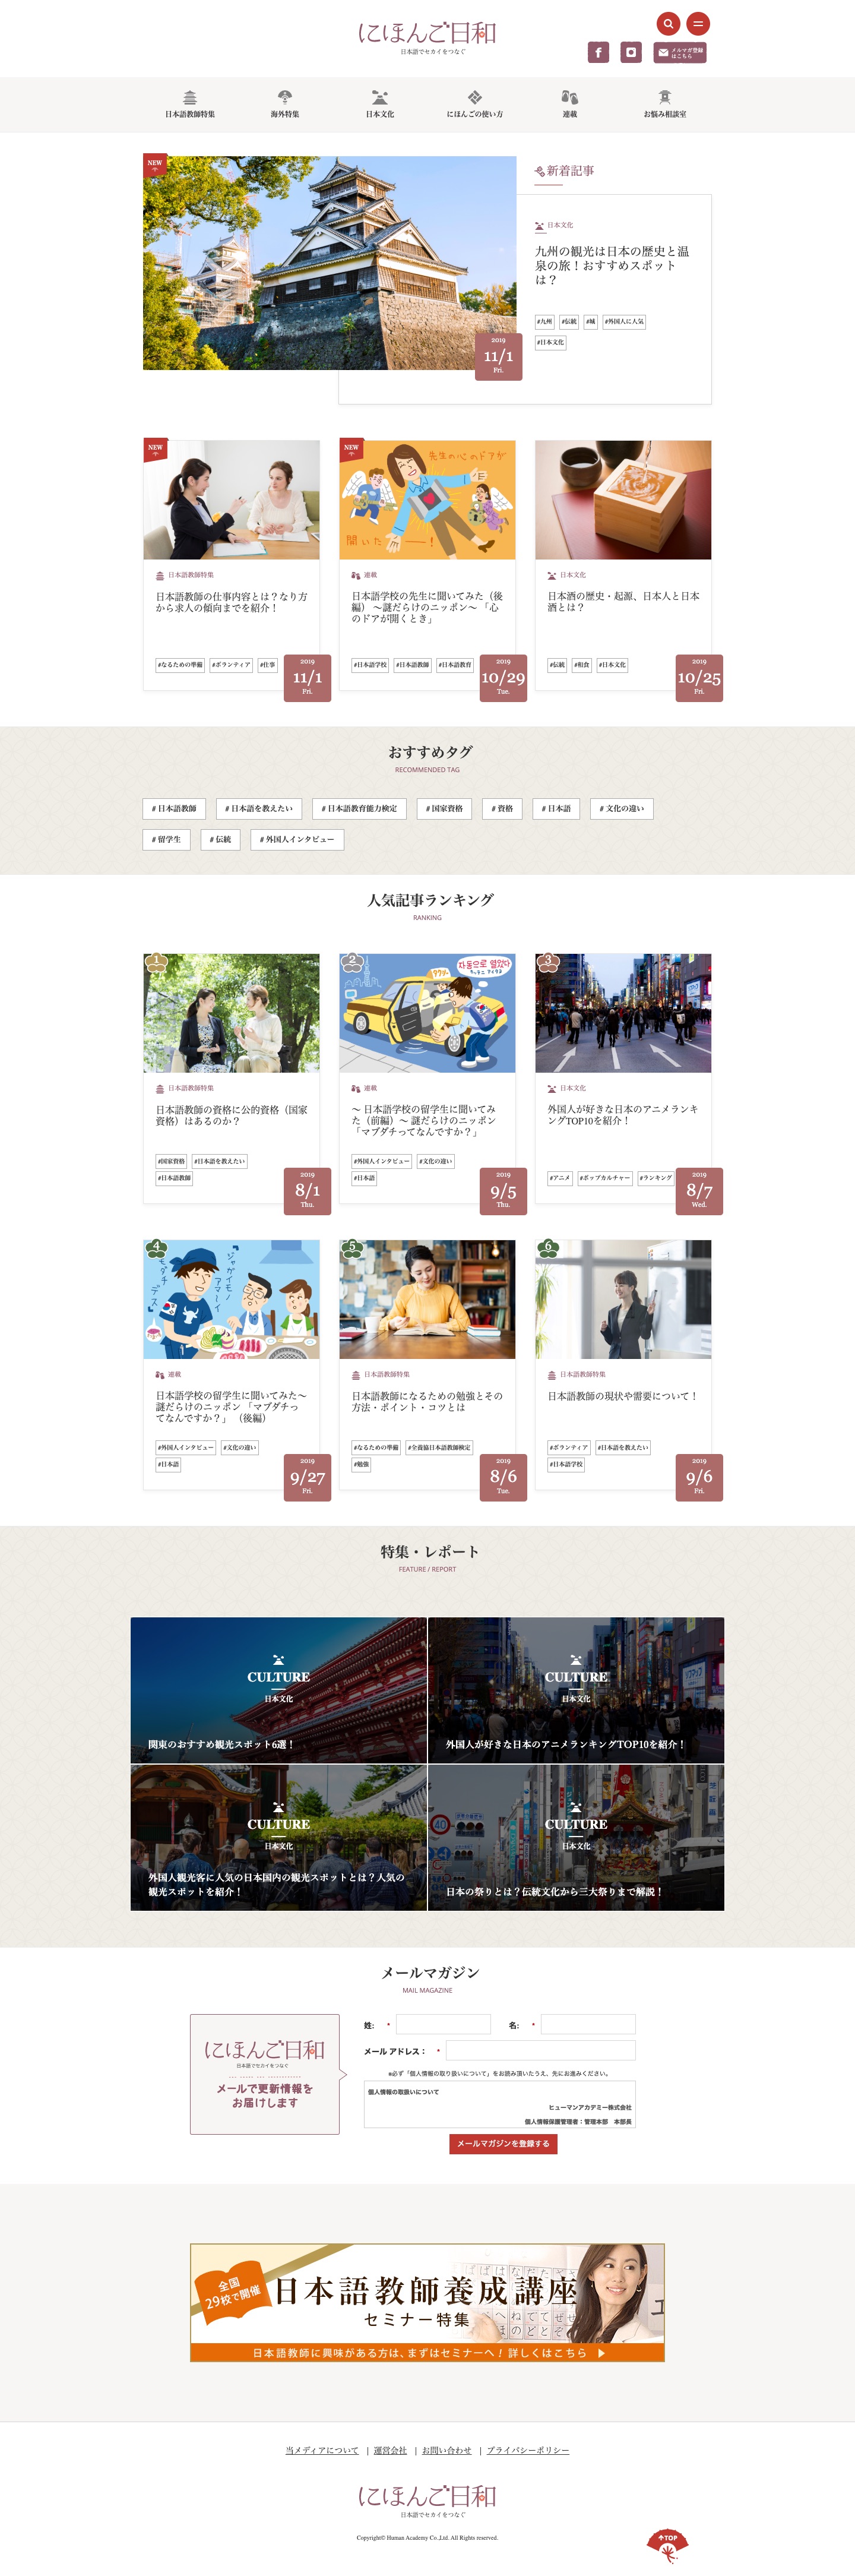 にほんご日和
日本語でセカイをつなぐ
メルマガ登録
はこちら
日本語教師特集
海外特集
日本文化
にほんごの使い方
連載
お悩み相談室
NEW
新着記事
日本文化
九州の観光は日本の歴史と温
泉の旅！おすすめスポット
は？
#九州 #伝統 #城 #外国人に人気
#日本文化
2019
11/1
Fri.
NEW
日本語教師特集
日本語教師の仕事内容とは？なり方
から求人の傾向までを紹介！
#なるための準備 #ボランティア #仕事
2019
11/1
Fri.
NEW
先生の心のドアが
開いたーー！
連載
日本語学校の先生に聞いてみた（後
編） ～謎だらけのニッポン～ 「心
のドアが開くとき」
#日本語学校 #日本語教師 #日本語教育
2019
10/29
Tue.
日本文化
日本酒の歴史・起源、日本人と日本
酒とは？
#伝統 #和食 #日本文化
2019
10/25
Fri.
おすすめタグ
RECOMMENDED TAG
# 日本語教師 # 日本語を教えたい # 日本語教育能力検定 # 国家資格 # 資格 # 日本語 # 文化の違い
# 留学生 # 伝統 # 外国人インタビュー
人気記事ランキング
RANKING
1
日本語教師特集
日本語教師の資格に公的資格（国家
資格）はあるのか？
#国家資格 #日本語を教えたい
#日本語教師
2019
8/1
Thu.
2
連載
～ 日本語学校の留学生に聞いてみ
た（前編）～ 謎だらけのニッポン
「マブダチってなんですか？」
#外国人インタビュー #文化の違い
#日本語
2019
9/5
Thu.
3
日本文化
外国人が好きな日本のアニメランキ
ングTOP10を紹介！
#アニメ #ポップカルチャー #ランキング
2019
8/7
Wed.
4
ジャガイモノ
アマーイ
連載
日本語学校の留学生に聞いてみた～
謎だらけのニッポン 「マブダチっ
てなんですか？」 （後編）
#外国人インタビュー #文化の違い
#日本語
2019
9/27
Fri.
5
日本語教師特集
日本語教師になるための勉強とその
方法・ポイント・コツとは
#なるための準備 #全養協日本語教師検定
#勉強
2019
8/6
Tue.
6
日本語教師特集
日本語教師の現状や需要について！
#ボランティア #日本語を教えたい
#日本語学校
2019
9/6
Fri.
特集・レポート
FEATURE / REPORT
CULTURE
日本文化
関東のおすすめ観光スポット6選！
CULTURE
日本文化
外国人が好きな日本のアニメランキングTOP10を紹介！
CULTURE
日本文化
外国人観光客に人気の日本国内の観光スポットとは？人気の
観光スポットを紹介！
40
CULTURE
日本文化
日本の祭りとは？伝統文化から三大祭りまで解説！
メールマガジン
MAIL MAGAZINE
にほんご日和
日本語でセカイをつなぐ
メールで更新情報を
お届けします
姓: *
名: *
メール アドレス： *
※必ず「個人情報の取り扱いについて」をお読み頂いたうえ、先にお進みください。
個人情報の取扱いについて
ヒューマンアカデミー株式会社
個人情報保護管理者：管理本部 本部長
メールマガジンを登録する
全国
29校で開催
日本語教師養成講座
セミナー特集
日本語教師に興味がある方は、まずはセミナーへ！詳しくはこちら ▶
当メディアについて | 運営会社 | お問い合わせ | プライバシーポリシー
にほんご日和
日本語でセカイをつなぐ
Copyright© Human Academy Co.,Ltd. All Rights reserved.
↑TOP